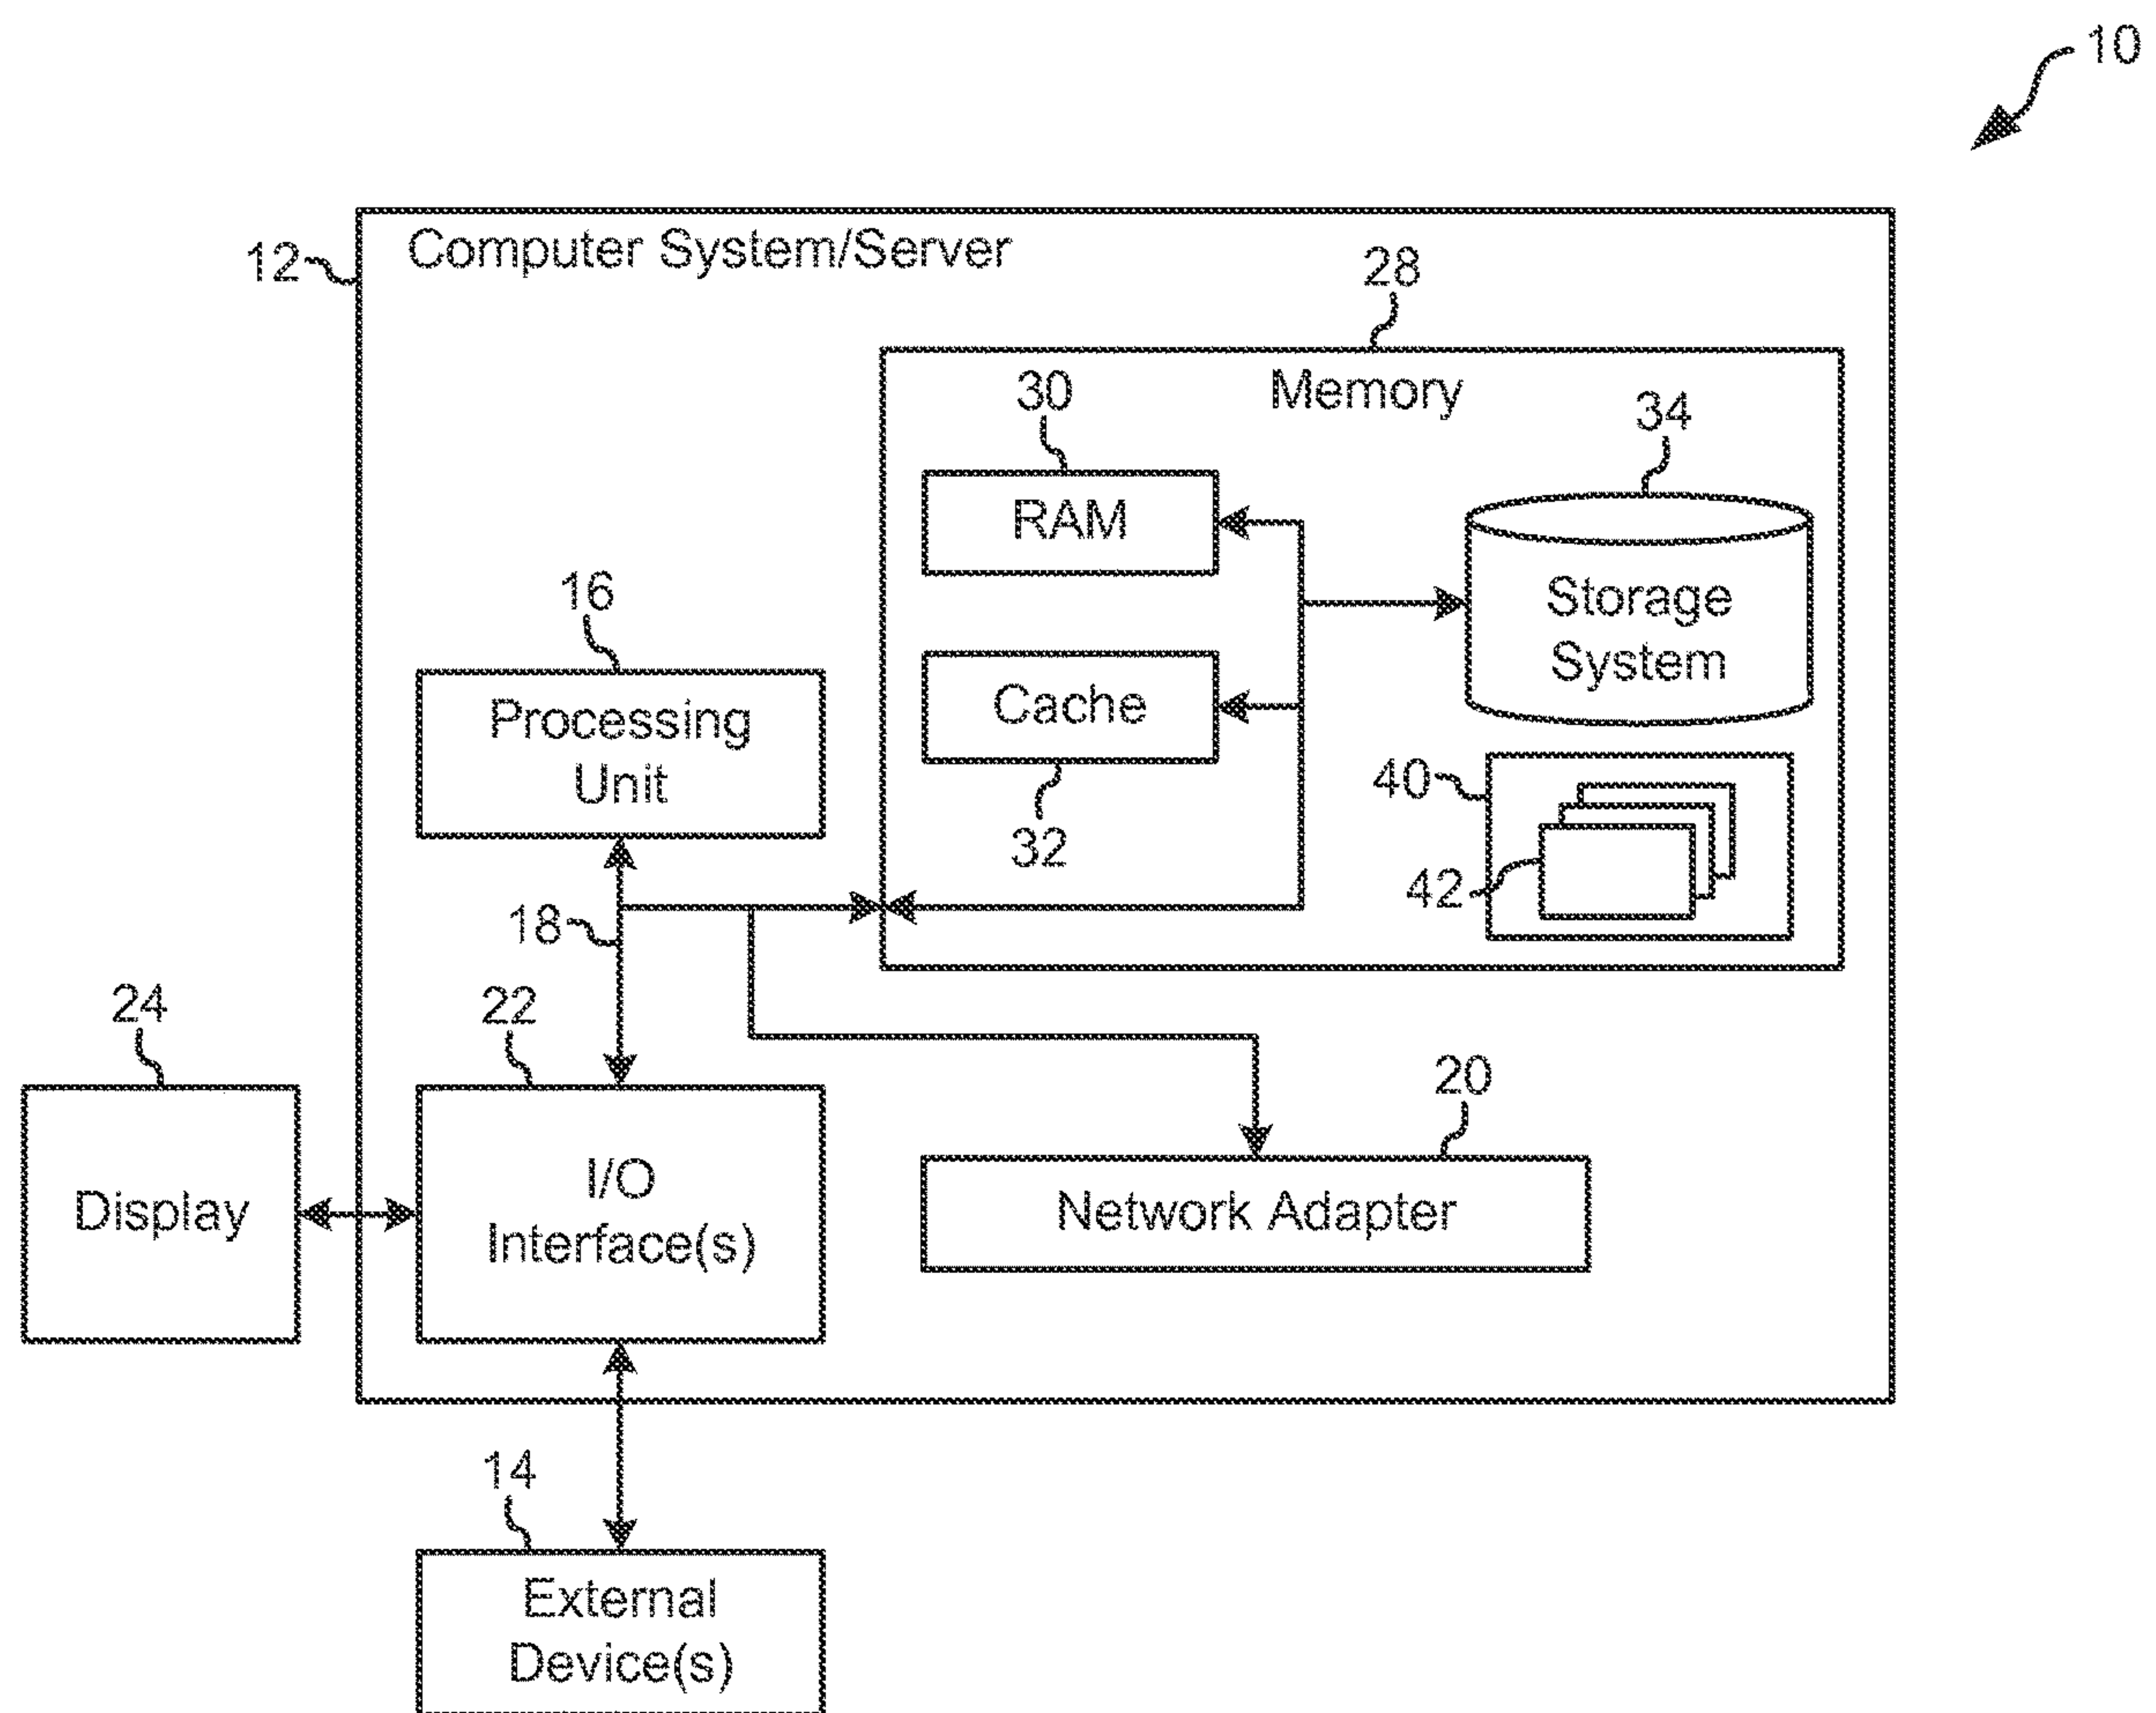 10
12
Computer System/Server
28
Memory
30
34
RAM
16
Storage
System
Processing
Unit
Cache
40
32
42
18
24
22
20
Display
I/O
Interface(s)
Network Adapter
14
External
Device(s)